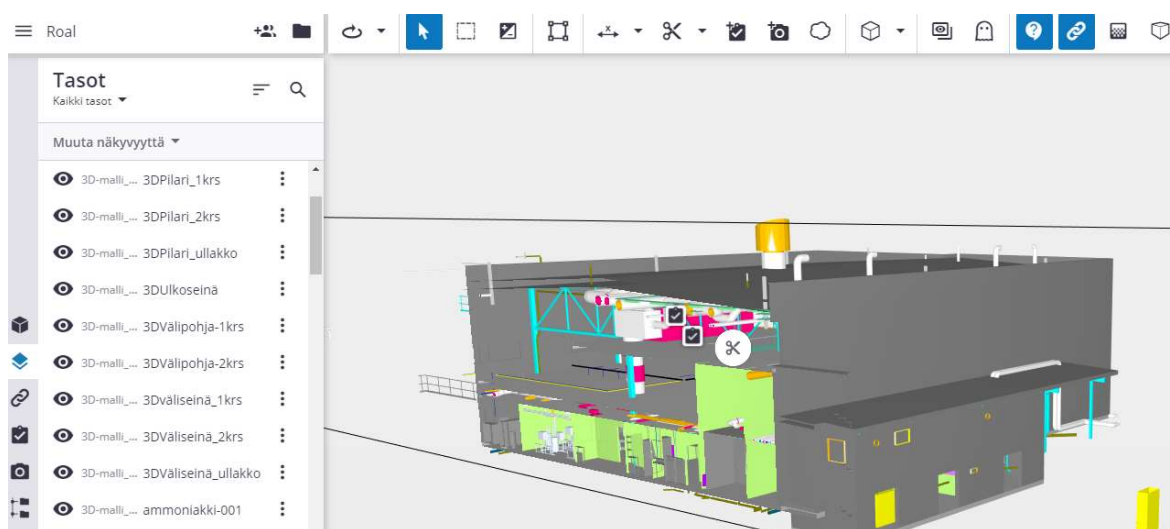 Roal
Tasot
Kaikki tasot
Muuta näkyvyyttä
3D-malli_... 3DPilari_1krs
3D-malli_... 3DPilari_2krs
3D-malli_... 3DPilari_ullakko
3D-malli_... 3DUlkoseinä
3D-malli_... 3DVälipohja-1krs
3D-malli_... 3DVälipohja-2krs
3D-malli_... 3Dväliseinä_1krs
3D-malli_... 3DVäliseinä_2krs
3D-malli_... 3DVäliseinä_ullakko
3D-malli_... ammoniakki-001